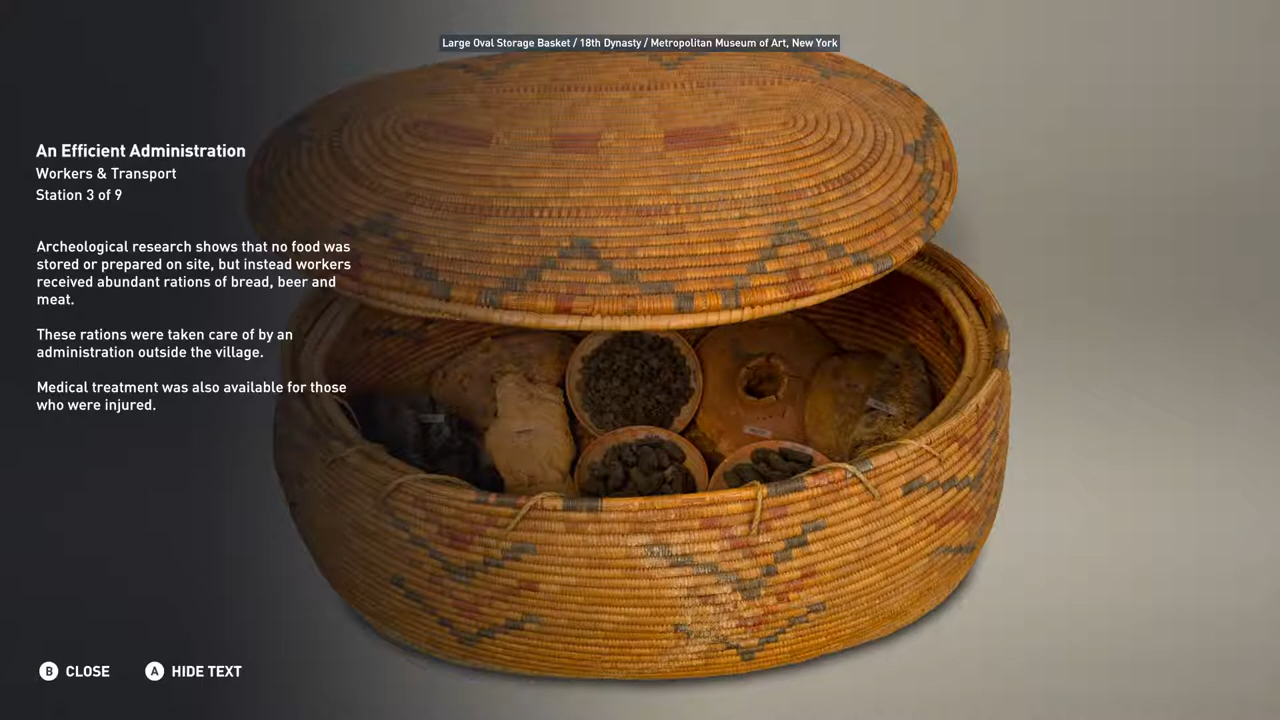 Large Oval Storage Basket / 18th Dynasty / Metropolitan Museum of Art, New York
An Efficient Administration
Workers & Transport
Station 3 of 9
Archeological research shows that no food was
stored or prepared on site, but instead workers
received abundant rations of bread, beer and
meat.
These rations were taken care of by an
administration outside the village.
Medical treatment was also available for those
who were injured.
B CLOSE
A HIDE TEXT